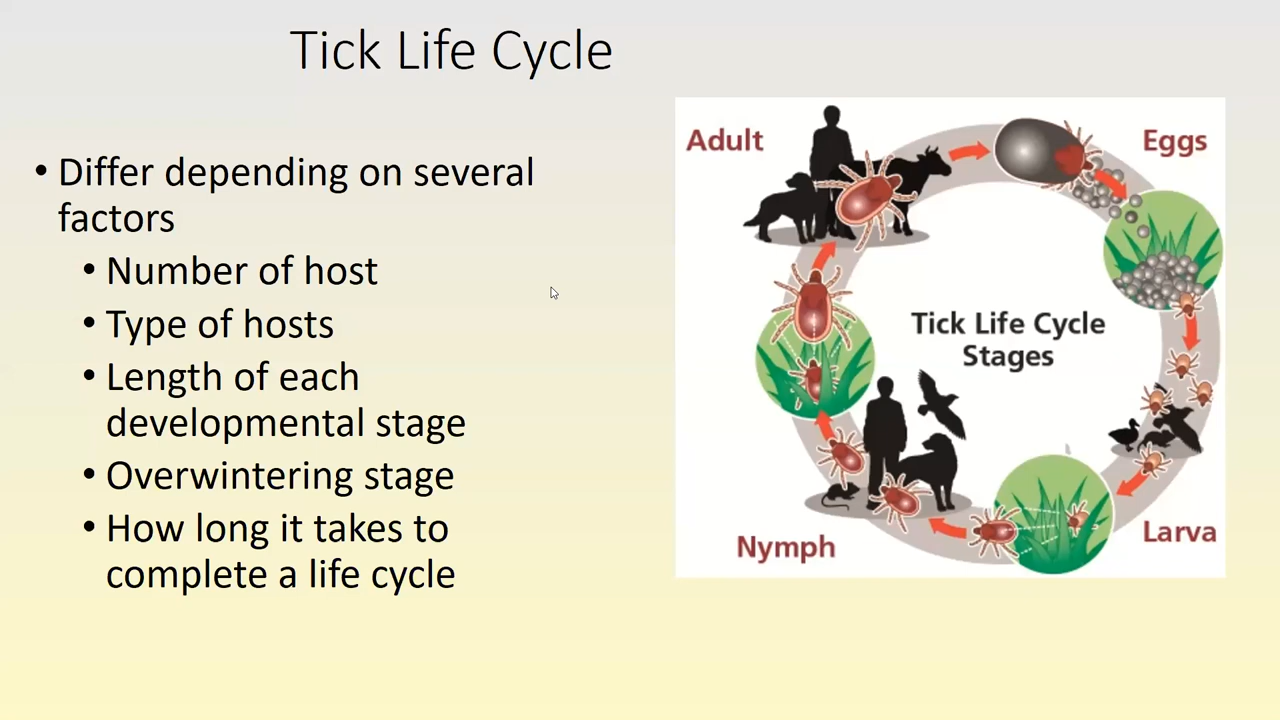 Tick Life Cycle
• Differ depending on several
factors
• Number of host
• Type of hosts
• Length of each
developmental stage
• Overwintering stage
• How long it takes to
complete a life cycle
Adult
Eggs
Tick Life Cycle
Stages
Nymph
Larva